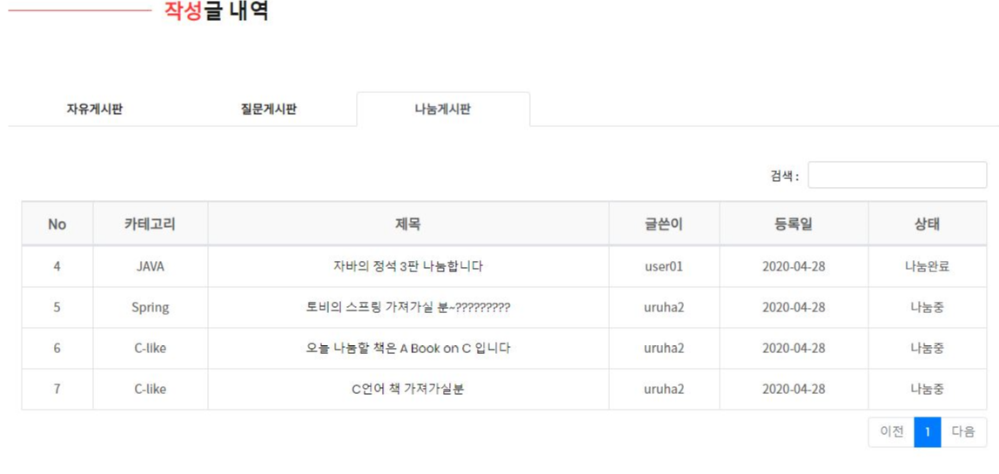 작성글 내역
자유게시판 질문게시판 나눔게시판
검색 :
No 카테고리 제목 글쓴이 등록일 상태
4 JAVA 자바의 정석 3판 나눔합니다 user01 2020-04-28 나눔완료
5 Spring 토비의 스프링 가져가실 분~????????? uruha2 2020-04-28 나눔중
6 C-like 오늘 나눔할 책은 A Book on C 입니다 uruha2 2020-04-28 나눔중
7 C-like C언어 책 가져가실분 uruha2 2020-04-28 나눔중
이전 1 다음